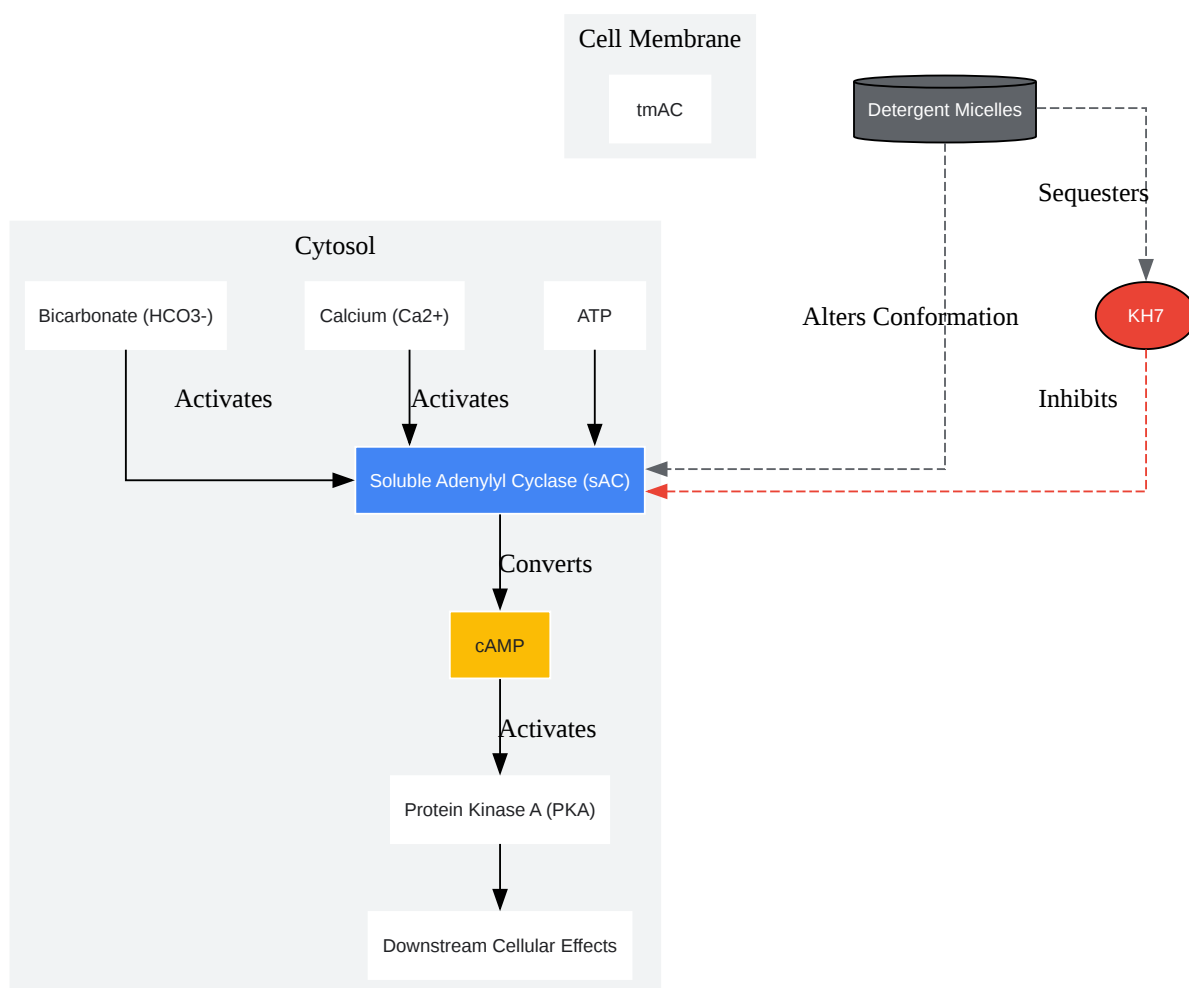 Cell Membrane
tmAC
Detergent Micelles
Sequesters
Cytosol
Bicarbonate (HCO3-)
Calcium (Ca2+)
ATP
Alters Conformation
KH7
Activates
Activates
Inhibits
Soluble Adenylyl Cyclase (sAC)
Converts
cAMP
Activates
Protein Kinase A (PKA)
Downstream Cellular Effects